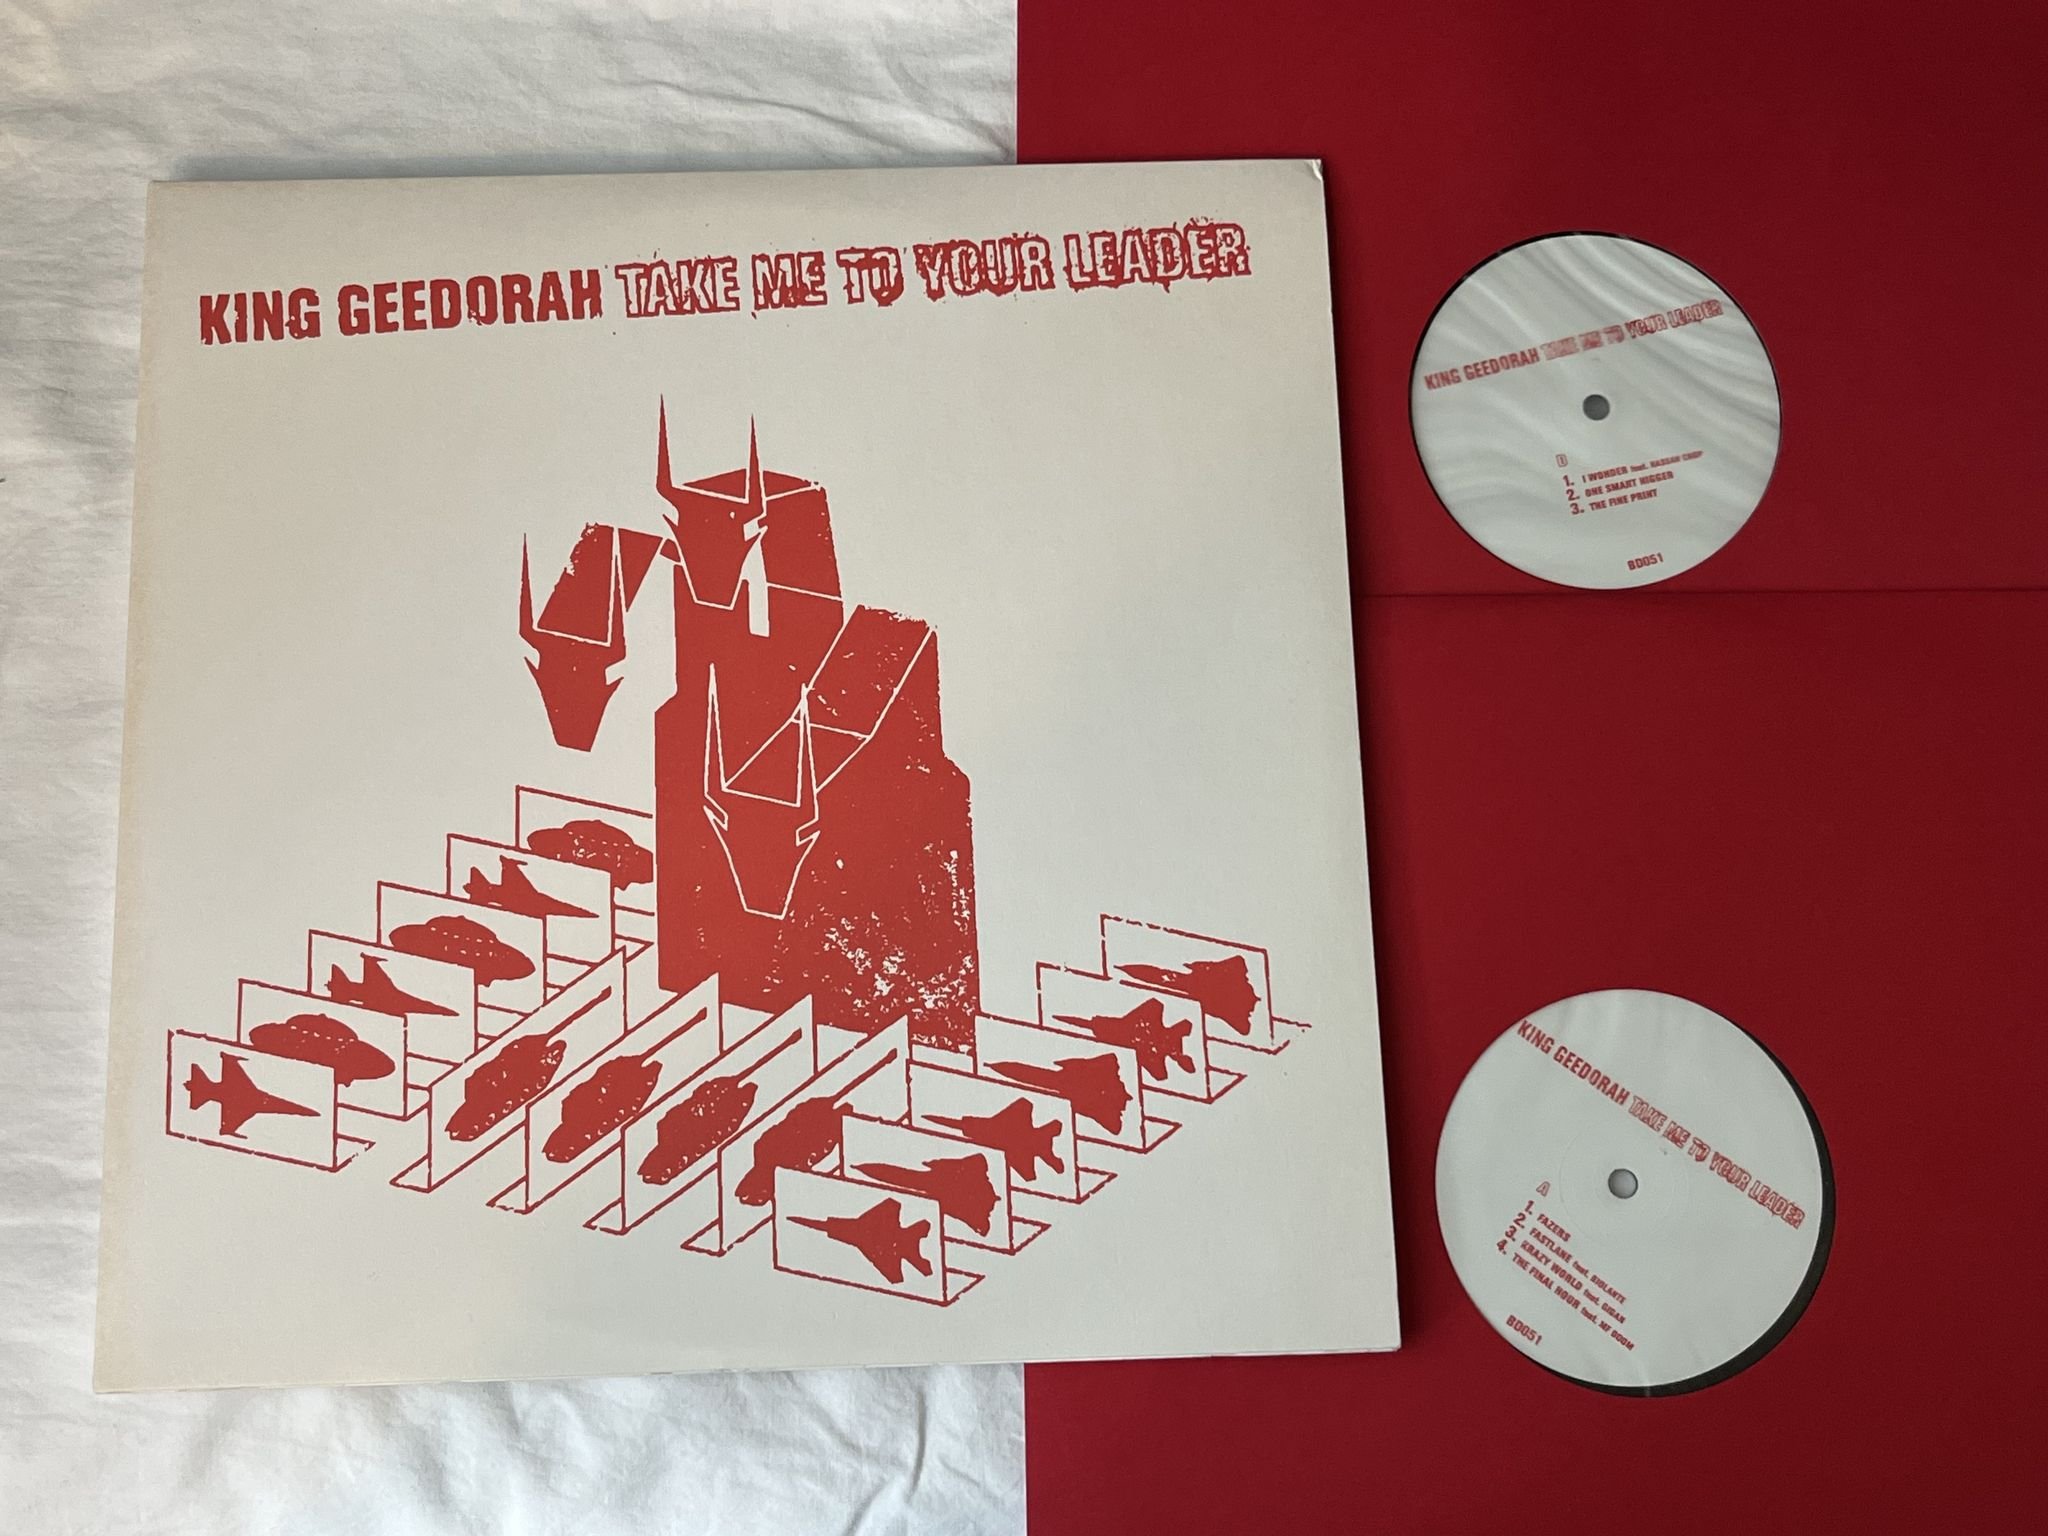 KING GEEDORAH TAKE ME TO YOUR LEADER
KING GEEDORAH TAKE ME TO YOUR LEADER
D
1. I WONDER feat. HASSAN CHOP
2. ONE SMART NIGGER
3. THE FINE PRINT
BD051
KING GEEDORAH TAKE ME TO YOUR LEADER
A
1. FAZERS
2. FASTLANE feat. BIOLANTE
3. KRAZY WORLD feat. GIGAN
4. THE FINAL HOUR feat. MF DOOM
BD051